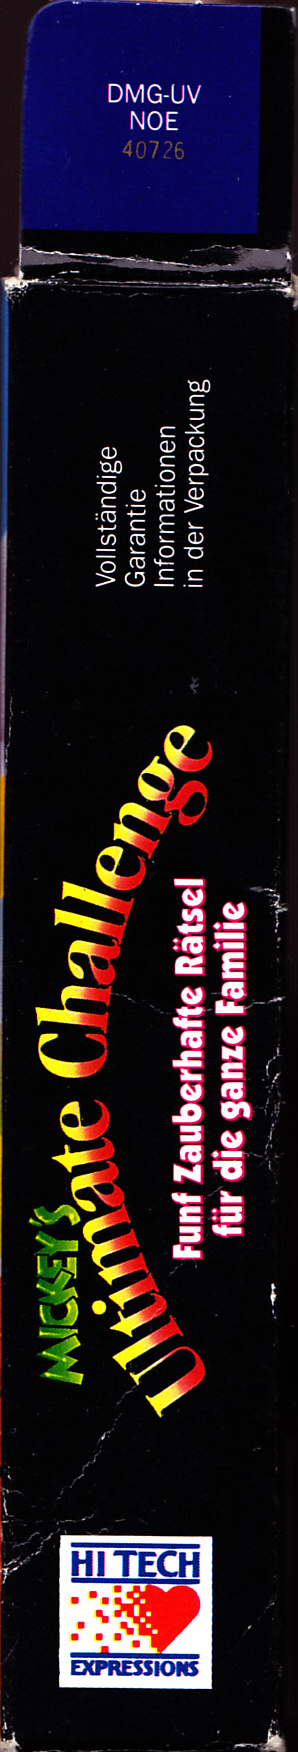 DMG-UV
NOE
40726
Vollständige
Garantie
Informationen
in der Verpackung
MICKEY'S
Ultimate Challenge
Funf Zauberhafte Rätsel
für die ganze Familie
HI TECH
EXPRESSIONS